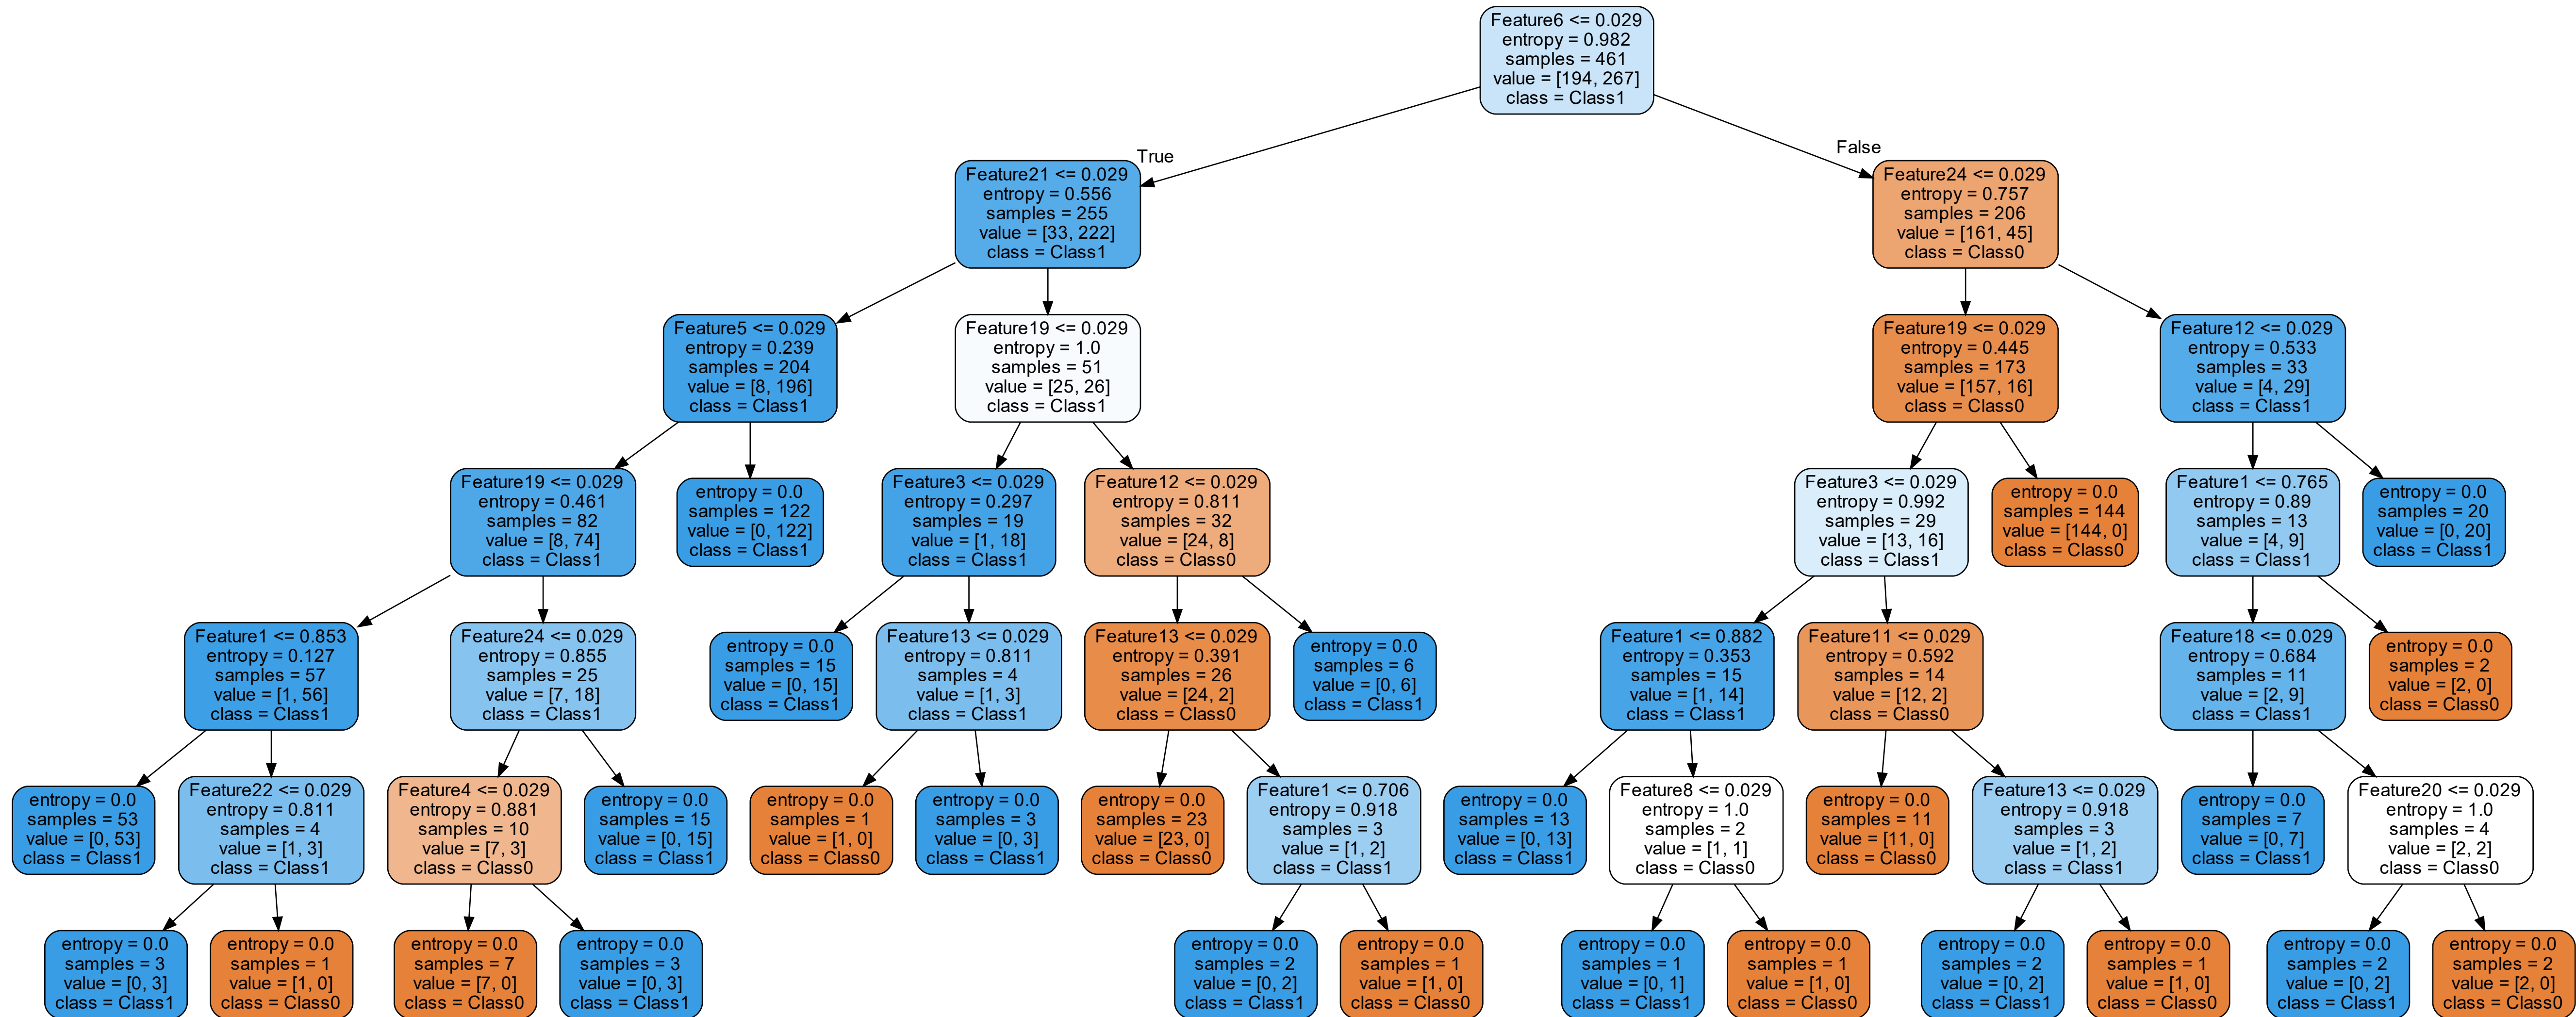 Feature6 <= 0.029
entropy = 0.982
samples = 461
value = [194, 267]
class = Class1
True
False
Feature21 <= 0.029
entropy = 0.556
samples = 255
value = [33, 222]
class = Class1
Feature24 <= 0.029
entropy = 0.757
samples = 206
value = [161, 45]
class = Class0
Feature5 <= 0.029
entropy = 0.239
samples = 204
value = [8, 196]
class = Class1
Feature19 <= 0.029
entropy = 1.0
samples = 51
value = [25, 26]
class = Class1
Feature19 <= 0.029
entropy = 0.445
samples = 173
value = [157, 16]
class = Class0
Feature12 <= 0.029
entropy = 0.533
samples = 33
value = [4, 29]
class = Class1
Feature19 <= 0.029
entropy = 0.461
samples = 82
value = [8, 74]
class = Class1
entropy = 0.0
samples = 122
value = [0, 122]
class = Class1
Feature3 <= 0.029
entropy = 0.297
samples = 19
value = [1, 18]
class = Class1
Feature12 <= 0.029
entropy = 0.811
samples = 32
value = [24, 8]
class = Class0
Feature3 <= 0.029
entropy = 0.992
samples = 29
value = [13, 16]
class = Class1
entropy = 0.0
samples = 144
value = [144, 0]
class = Class0
Feature1 <= 0.765
entropy = 0.89
samples = 13
value = [4, 9]
class = Class1
entropy = 0.0
samples = 20
value = [0, 20]
class = Class1
Feature1 <= 0.853
entropy = 0.127
samples = 57
value = [1, 56]
class = Class1
Feature24 <= 0.029
entropy = 0.855
samples = 25
value = [7, 18]
class = Class1
entropy = 0.0
samples = 15
value = [0, 15]
class = Class1
Feature13 <= 0.029
entropy = 0.811
samples = 4
value = [1, 3]
class = Class1
Feature13 <= 0.029
entropy = 0.391
samples = 26
value = [24, 2]
class = Class0
entropy = 0.0
samples = 6
value = [0, 6]
class = Class1
Feature1 <= 0.882
entropy = 0.353
samples = 15
value = [1, 14]
class = Class1
Feature11 <= 0.029
entropy = 0.592
samples = 14
value = [12, 2]
class = Class0
Feature18 <= 0.029
entropy = 0.684
samples = 11
value = [2, 9]
class = Class1
entropy = 0.0
samples = 2
value = [2, 0]
class = Class0
entropy = 0.0
samples = 53
value = [0, 53]
class = Class1
Feature22 <= 0.029
entropy = 0.811
samples = 4
value = [1, 3]
class = Class1
Feature4 <= 0.029
entropy = 0.881
samples = 10
value = [7, 3]
class = Class0
entropy = 0.0
samples = 15
value = [0, 15]
class = Class1
entropy = 0.0
samples = 1
value = [1, 0]
class = Class0
entropy = 0.0
samples = 3
value = [0, 3]
class = Class1
entropy = 0.0
samples = 23
value = [23, 0]
class = Class0
Feature1 <= 0.706
entropy = 0.918
samples = 3
value = [1, 2]
class = Class1
entropy = 0.0
samples = 13
value = [0, 13]
class = Class1
Feature8 <= 0.029
entropy = 1.0
samples = 2
value = [1, 1]
class = Class0
entropy = 0.0
samples = 11
value = [11, 0]
class = Class0
Feature13 <= 0.029
entropy = 0.918
samples = 3
value = [1, 2]
class = Class1
entropy = 0.0
samples = 7
value = [0, 7]
class = Class1
Feature20 <= 0.029
entropy = 1.0
samples = 4
value = [2, 2]
class = Class0
entropy = 0.0
samples = 3
value = [0, 3]
class = Class1
entropy = 0.0
samples = 1
value = [1, 0]
class = Class0
entropy = 0.0
samples = 7
value = [7, 0]
class = Class0
entropy = 0.0
samples = 3
value = [0, 3]
class = Class1
entropy = 0.0
samples = 2
value = [0, 2]
class = Class1
entropy = 0.0
samples = 1
value = [1, 0]
class = Class0
entropy = 0.0
samples = 1
value = [0, 1]
class = Class1
entropy = 0.0
samples = 1
value = [1, 0]
class = Class0
entropy = 0.0
samples = 2
value = [0, 2]
class = Class1
entropy = 0.0
samples = 1
value = [1, 0]
class = Class0
entropy = 0.0
samples = 2
value = [0, 2]
class = Class1
entropy = 0.0
samples = 2
value = [2, 0]
class = Class0